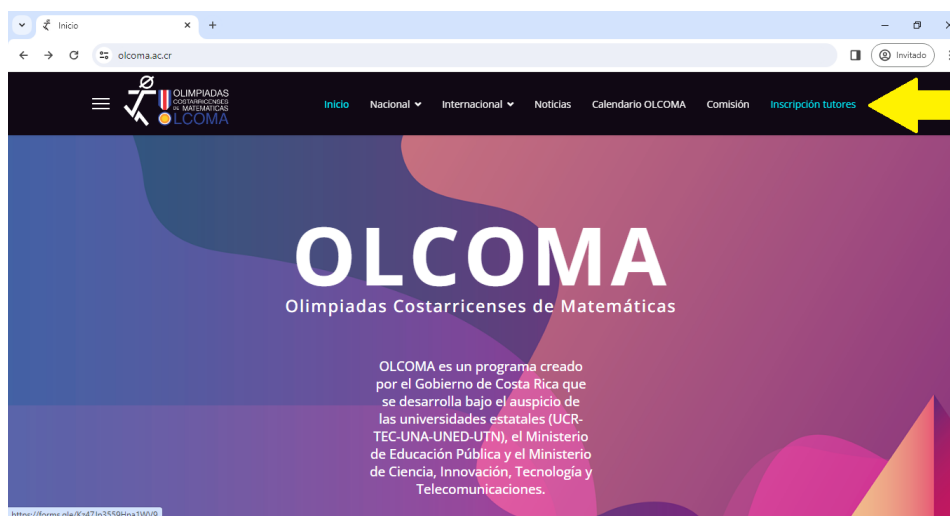 Inicio
olcoma.ac.cr
Invitado
OLIMPIADAS
COSTARRICENSES
DE MATEMÁTICAS
OLCOMA
Inicio Nacional Internacional Noticias Calendario OLCOMA Comisión Inscripción tutores
OLCOMA
Olimpiadas Costarricenses de Matemáticas
OLCOMA es un programa creado
por el Gobierno de Costa Rica que
se desarrolla bajo el auspicio de
las universidades estatales (UCR-
TEC-UNA-UNED-UTN), el Ministerio
de Educación Pública y el Ministerio
de Ciencia, Innovación, Tecnología y
Telecomunicaciones.